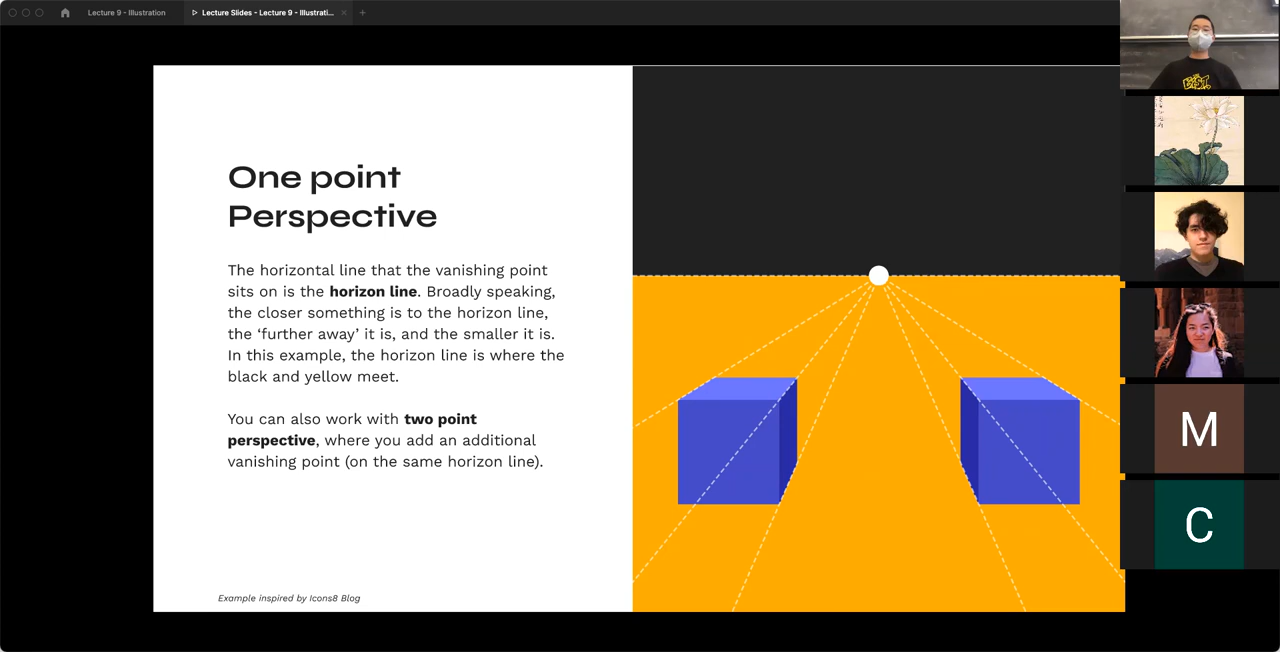 Lecture 9 - Illustration
Lecture Slides - Lecture 9 - Illustrati...
One point
Perspective
The horizontal line that the vanishing point
sits on is the horizon line. Broadly speaking,
the closer something is to the horizon line,
the ‘further away’ it is, and the smaller it is.
In this example, the horizon line is where the
black and yellow meet.
You can also work with two point
perspective, where you add an additional
vanishing point (on the same horizon line).
Example inspired by Icons8 Blog
M
C